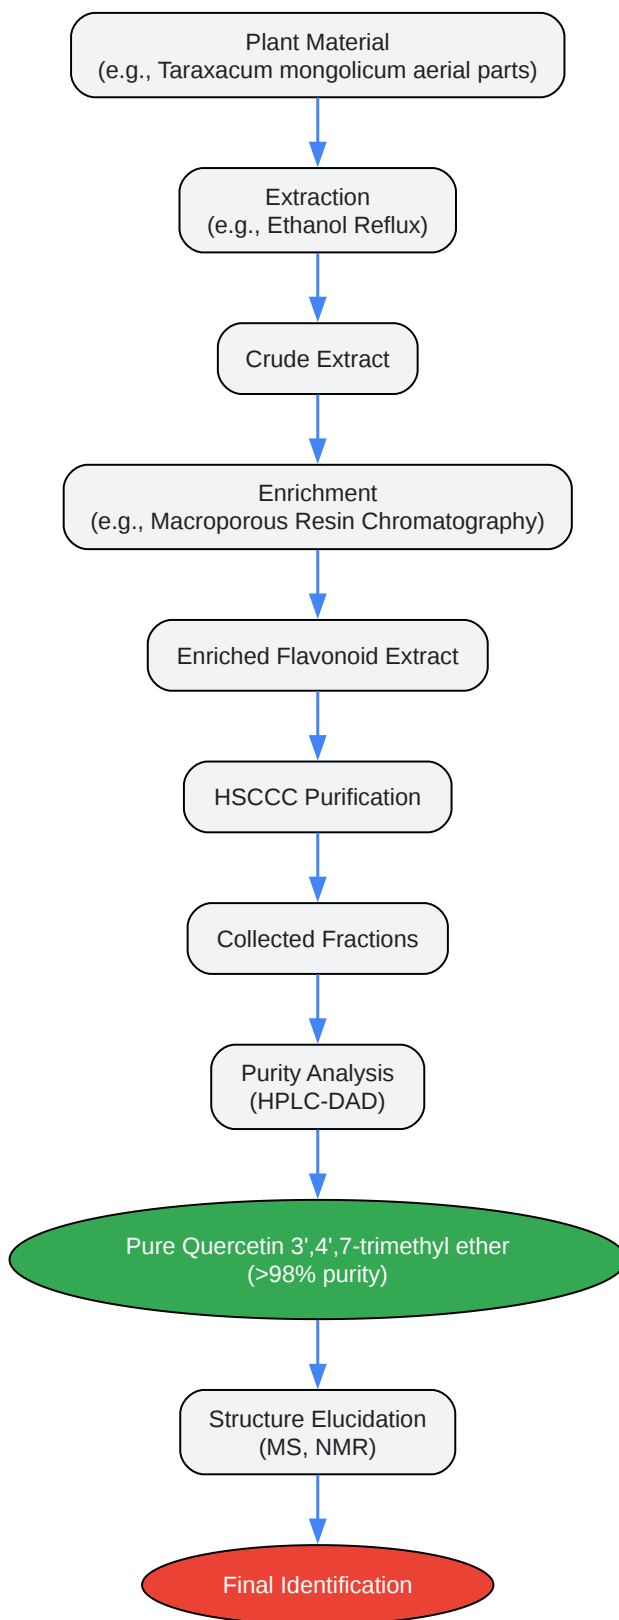 Plant Material
(e.g., Taraxacum mongolicum aerial parts)
Extraction
(e.g., Ethanol Reflux)
Crude Extract
Enrichment
(e.g., Macroporous Resin Chromatography)
Enriched Flavonoid Extract
HSCCC Purification
Collected Fractions
Purity Analysis
(HPLC-DAD)
Pure Quercetin 3',4',7-trimethyl ether
(>98% purity)
Structure Elucidation
(MS, NMR)
Final Identification